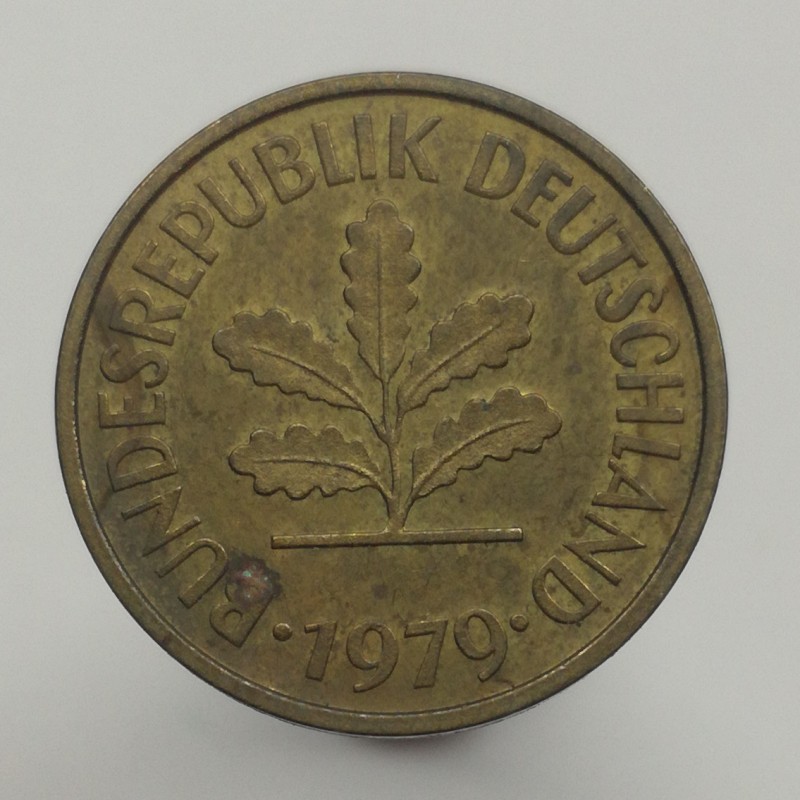 BUNDESREPUBLIK DEUTSCHLAND
· 1979 ·